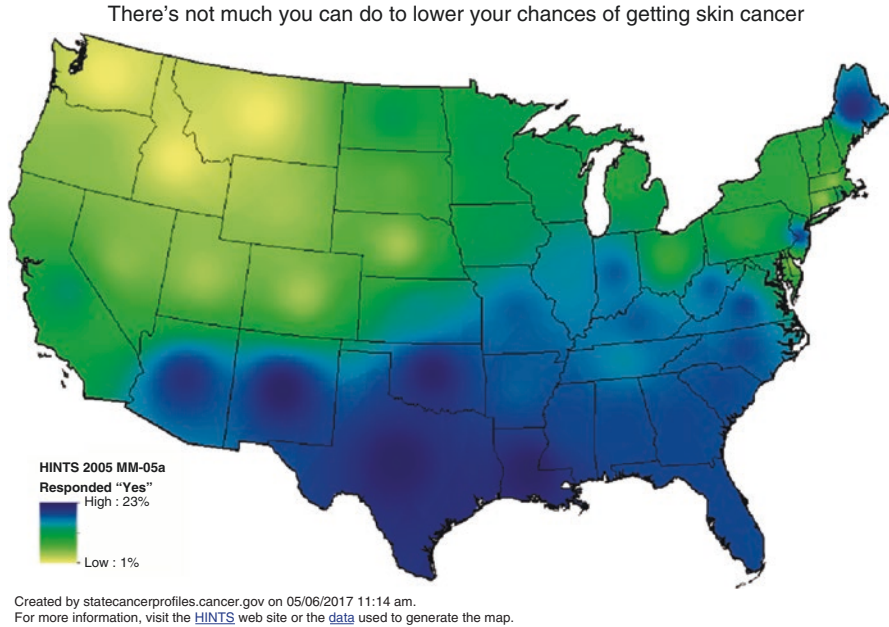 There's not much you can do to lower your chances of getting skin cancer
HINTS 2005 MM-05a
Responded “Yes”
High : 23%
Low : 1%
Created by statecancerprofiles.cancer.gov on 05/06/2017 11:14 am.
For more information, visit the HINTS web site or the data used to generate the map.